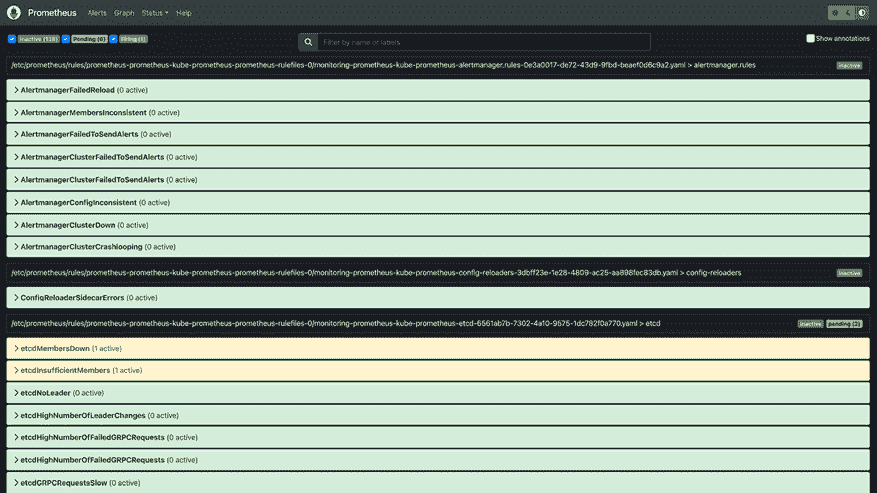 Prometheus Alerts Graph Status Help
Inactive (118) Pending (6) Firing (1)
Filter by name or labels
Show annotations
/etc/prometheus/rules/prometheus-prometheus-kube-prometheus-prometheus-rulefiles-0/monitoring-prometheus-kube-prometheus-alertmanager.rules-0e3a0017-de72-43d9-9fbd-beaef0d6c9a2.yaml > alertmanager.rules
inactive
AlertmanagerFailedReload (0 active)
AlertmanagerMembersInconsistent (0 active)
AlertmanagerFailedToSendAlerts (0 active)
AlertmanagerClusterFailedToSendAlerts (0 active)
AlertmanagerClusterFailedToSendAlerts (0 active)
AlertmanagerConfigInconsistent (0 active)
AlertmanagerClusterDown (0 active)
AlertmanagerClusterCrashlooping (0 active)
/etc/prometheus/rules/prometheus-prometheus-kube-prometheus-prometheus-rulefiles-0/monitoring-prometheus-kube-prometheus-config-reloaders-3dbff23e-1e28-4809-ac25-aa898fec83db.yaml > config-reloaders
inactive
ConfigReloaderSidecarErrors (0 active)
/etc/prometheus/rules/prometheus-prometheus-kube-prometheus-prometheus-rulefiles-0/monitoring-prometheus-kube-prometheus-etcd-6561ab7b-7302-4a10-9575-1dc782f0a770.yaml > etcd
inactive pending (2)
etcdMembersDown (1 active)
etcdInsufficientMembers (1 active)
etcdNoLeader (0 active)
etcdHighNumberOfLeaderChanges (0 active)
etcdHighNumberOfFailedGRPCRequests (0 active)
etcdHighNumberOfFailedGRPCRequests (0 active)
etcdGRPCRequestsSlow (0 active)